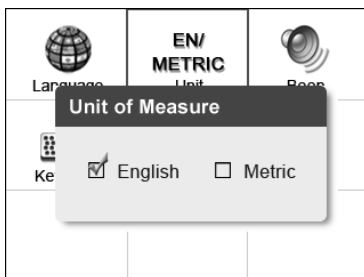 EN/
METRIC
Language Unit Beep
Unit of Measure
Ke
English Metric